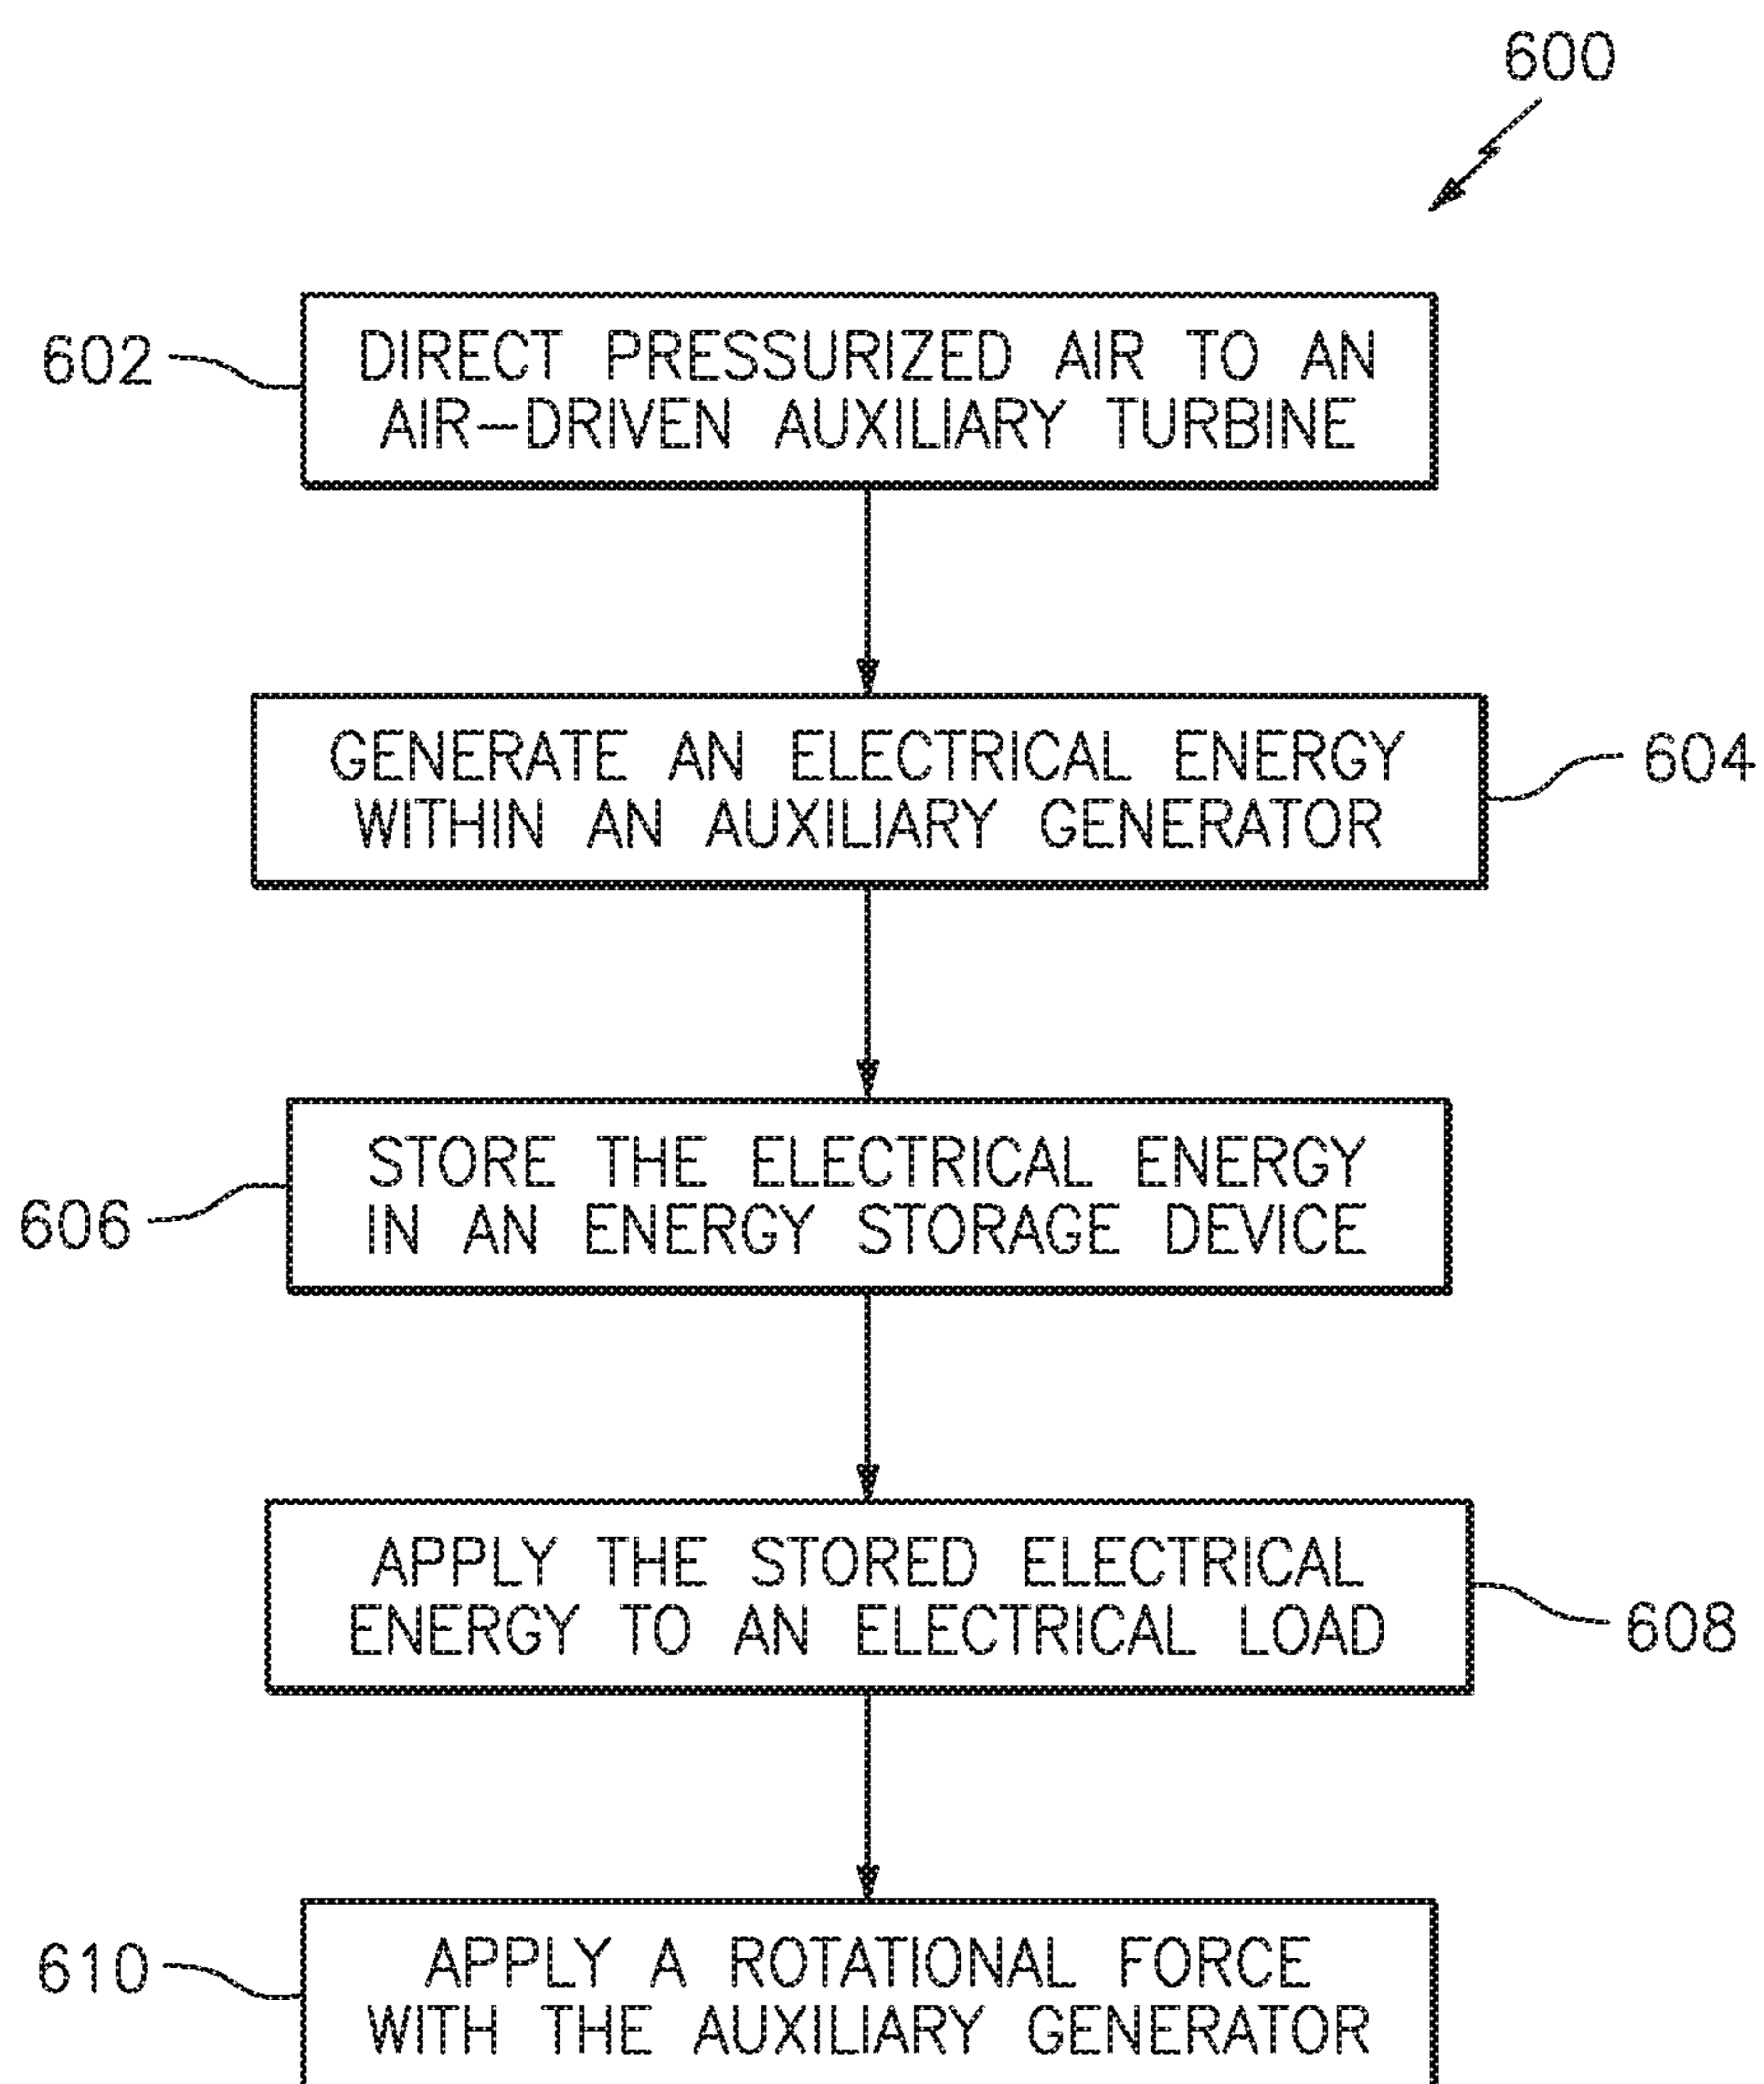 600
602
DIRECT PRESSURIZED AIR TO AN
AIR-DRIVEN AUXILIARY TURBINE
GENERATE AN ELECTRICAL ENERGY
WITHIN AN AUXILIARY GENERATOR
604
STORE THE ELECTRICAL ENERGY
IN AN ENERGY STORAGE DEVICE
606
APPLY THE STORED ELECTRICAL
ENERGY TO AN ELECTRICAL LOAD
608
610
APPLY A ROTATIONAL FORCE
WITH THE AUXILIARY GENERATOR